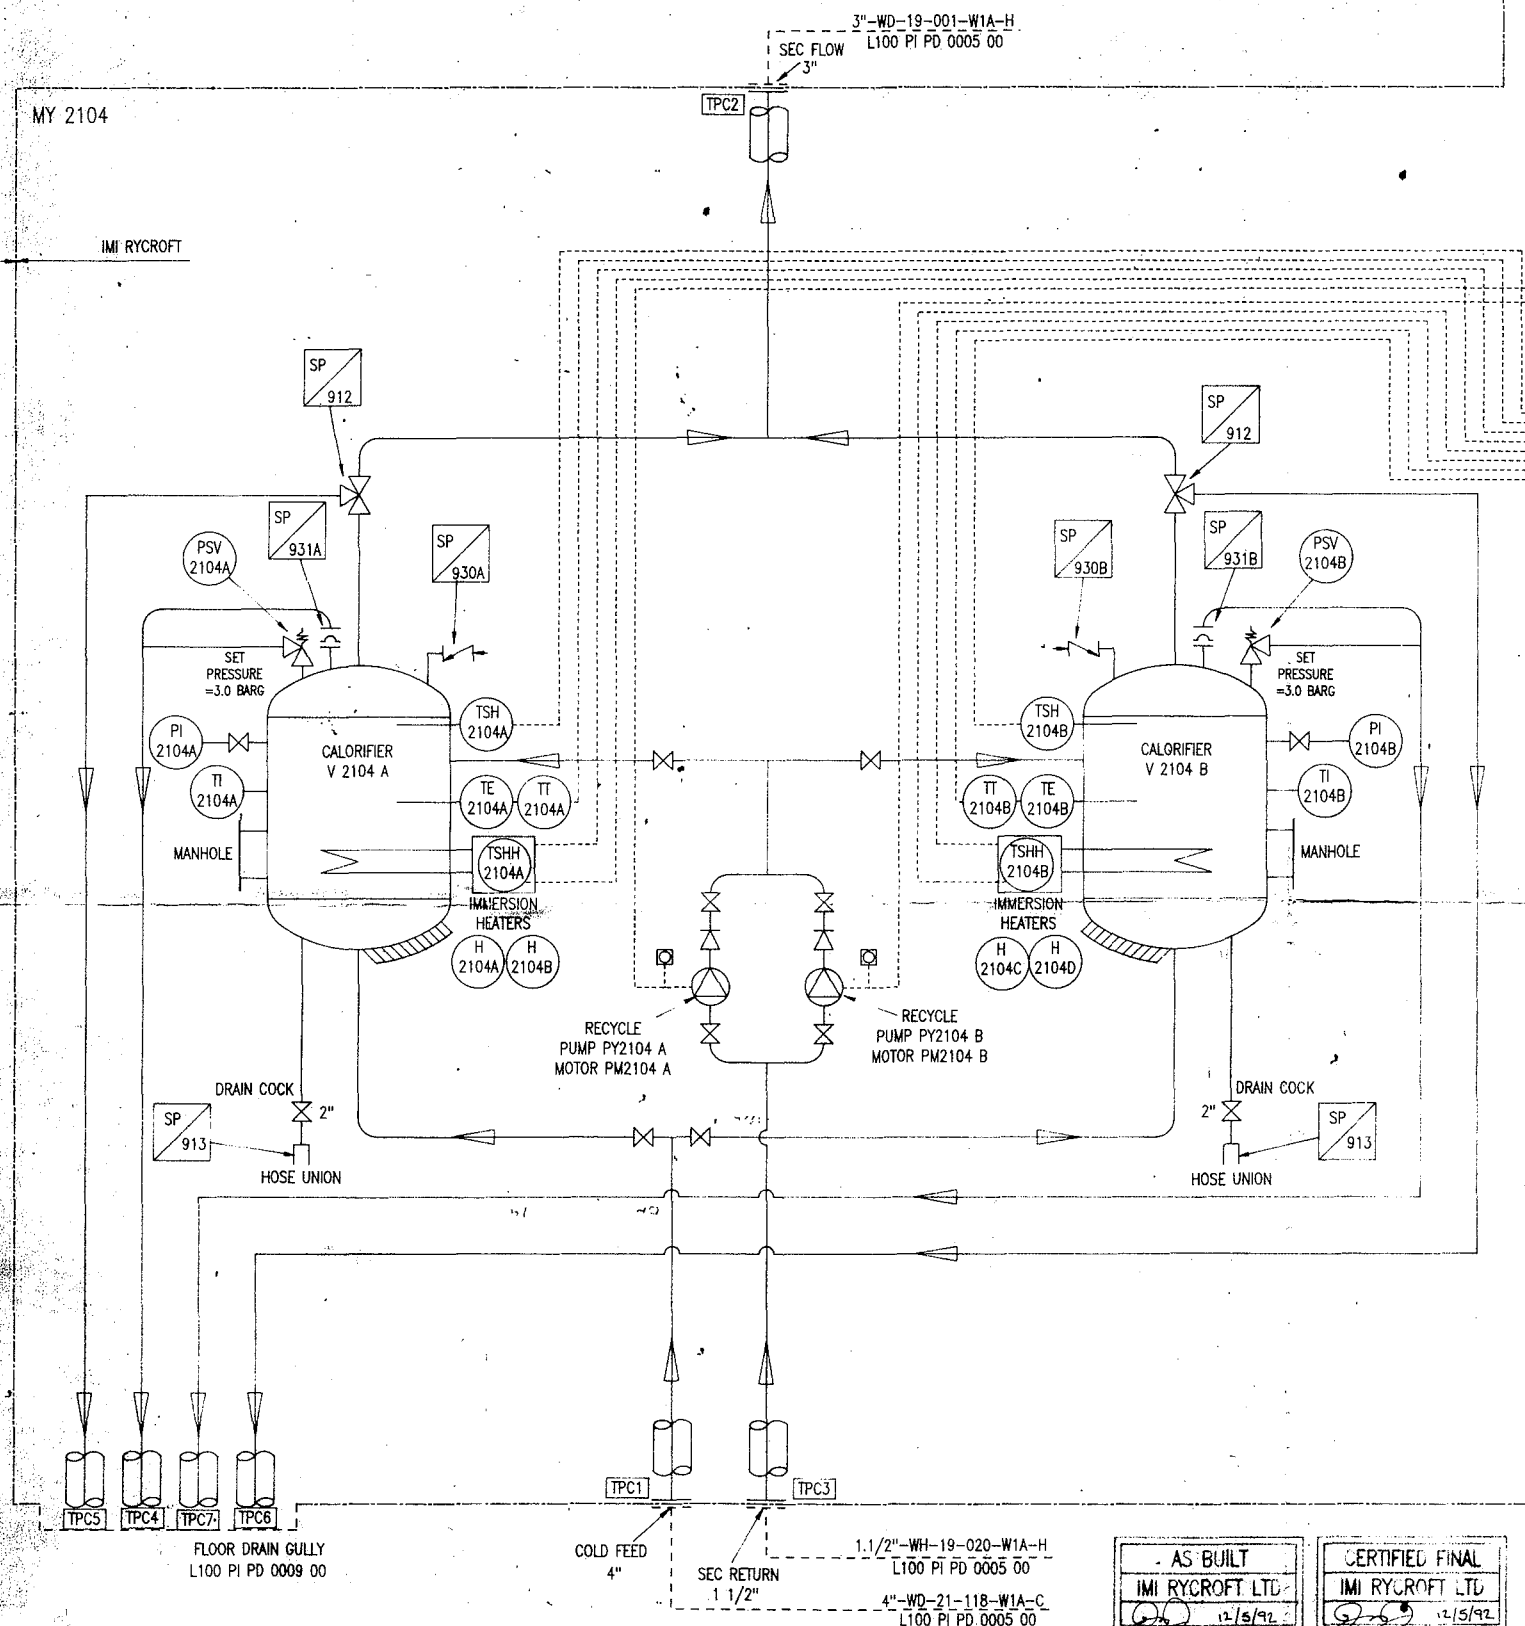 3"-WD-19-001-W1A-H
L100 PI PD 0005 00
SEC FLOW
3"
TPC2
MY 2104
IMI RYCROFT
SP
912
SP
912
SP
931A
SP
930A
SP
930B
SP
931B
PSV
2104A
PSV
2104B
SET
PRESSURE
=3.0 BARG
SET
PRESSURE
=3.0 BARG
TSH
2104A
TSH
2104B
PI
2104A
CALORIFIER
V 2104 A
CALORIFIER
V 2104 B
PI
2104B
TI
2104A
TE
2104A
TT
2104A
TT
2104B
TE
2104B
TI
2104B
MANHOLE
TSHH
2104A
TSHH
2104B
MANHOLE
IMMERSION
HEATERS
IMMERSION
HEATERS
H
2104A
H
2104B
H
2104C
H
2104D
RECYCLE
PUMP PY2104 A
MOTOR PM2104 A
RECYCLE
PUMP PY2104 B
MOTOR PM2104 B
DRAIN COCK
2"
DRAIN COCK
2"
SP
913
SP
913
HOSE UNION
HOSE UNION
TPC1
TPC3
TPC5
TPC4
TPC7
TPC6
FLOOR DRAIN GULLY
L100 PI PD 0009 00
COLD FEED
4"
SEC RETURN
1 1/2"
1.1/2"-WH-19-020-W1A-H
L100 PI PD 0005 00
4"-WD-21-118-W1A-C
L100 PI PD 0005 00
AS BUILT
IMI RYCROFT LTD
12/5/92
CERTIFIED FINAL
IMI RYCROFT LTD
12/5/92